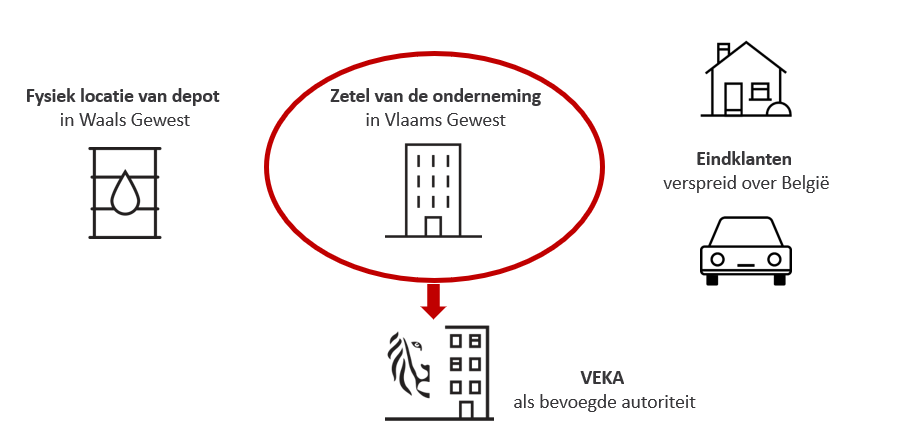 Fysiek locatie van depot
in Waals Gewest
Zetel van de onderneming
in Vlaams Gewest
Eindklanten
verspreid over België
VEKA
als bevoegde autoriteit